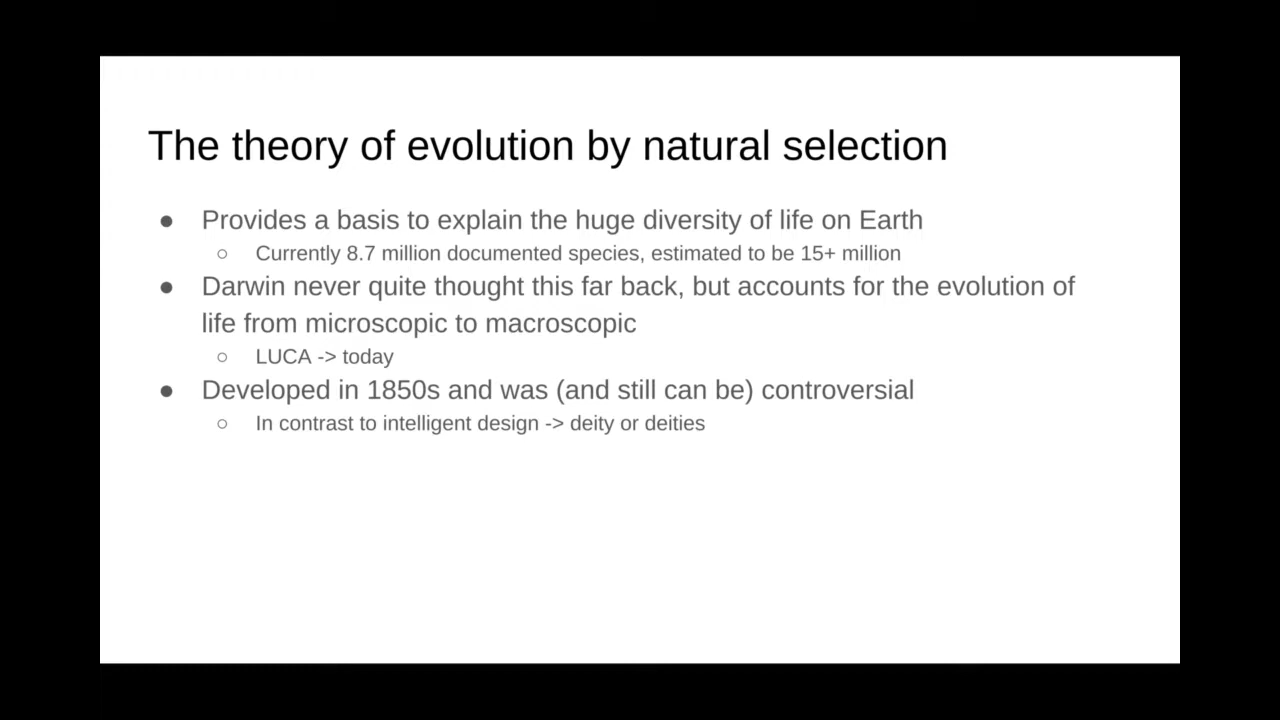 The theory of evolution by natural selection
● Provides a basis to explain the huge diversity of life on Earth
○ Currently 8.7 million documented species, estimated to be 15+ million
● Darwin never quite thought this far back, but accounts for the evolution of
life from microscopic to macroscopic
○ LUCA -> today
● Developed in 1850s and was (and still can be) controversial
○ In contrast to intelligent design -> deity or deities